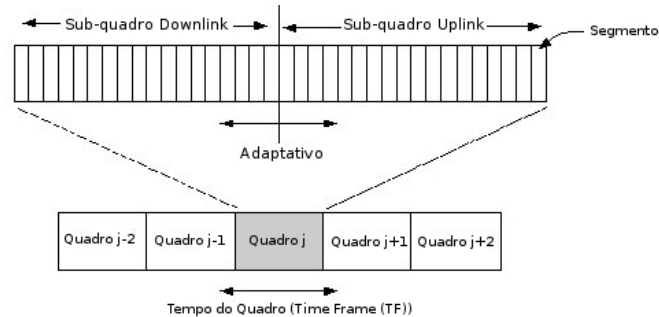 Sub-quadro Downlink
Sub-quadro Uplink
Segmento
Adaptativo
Quadro j-2
Quadro j-1
Quadro j
Quadro j+1
Quadro j+2
Tempo do Quadro (Time Frame (TF))